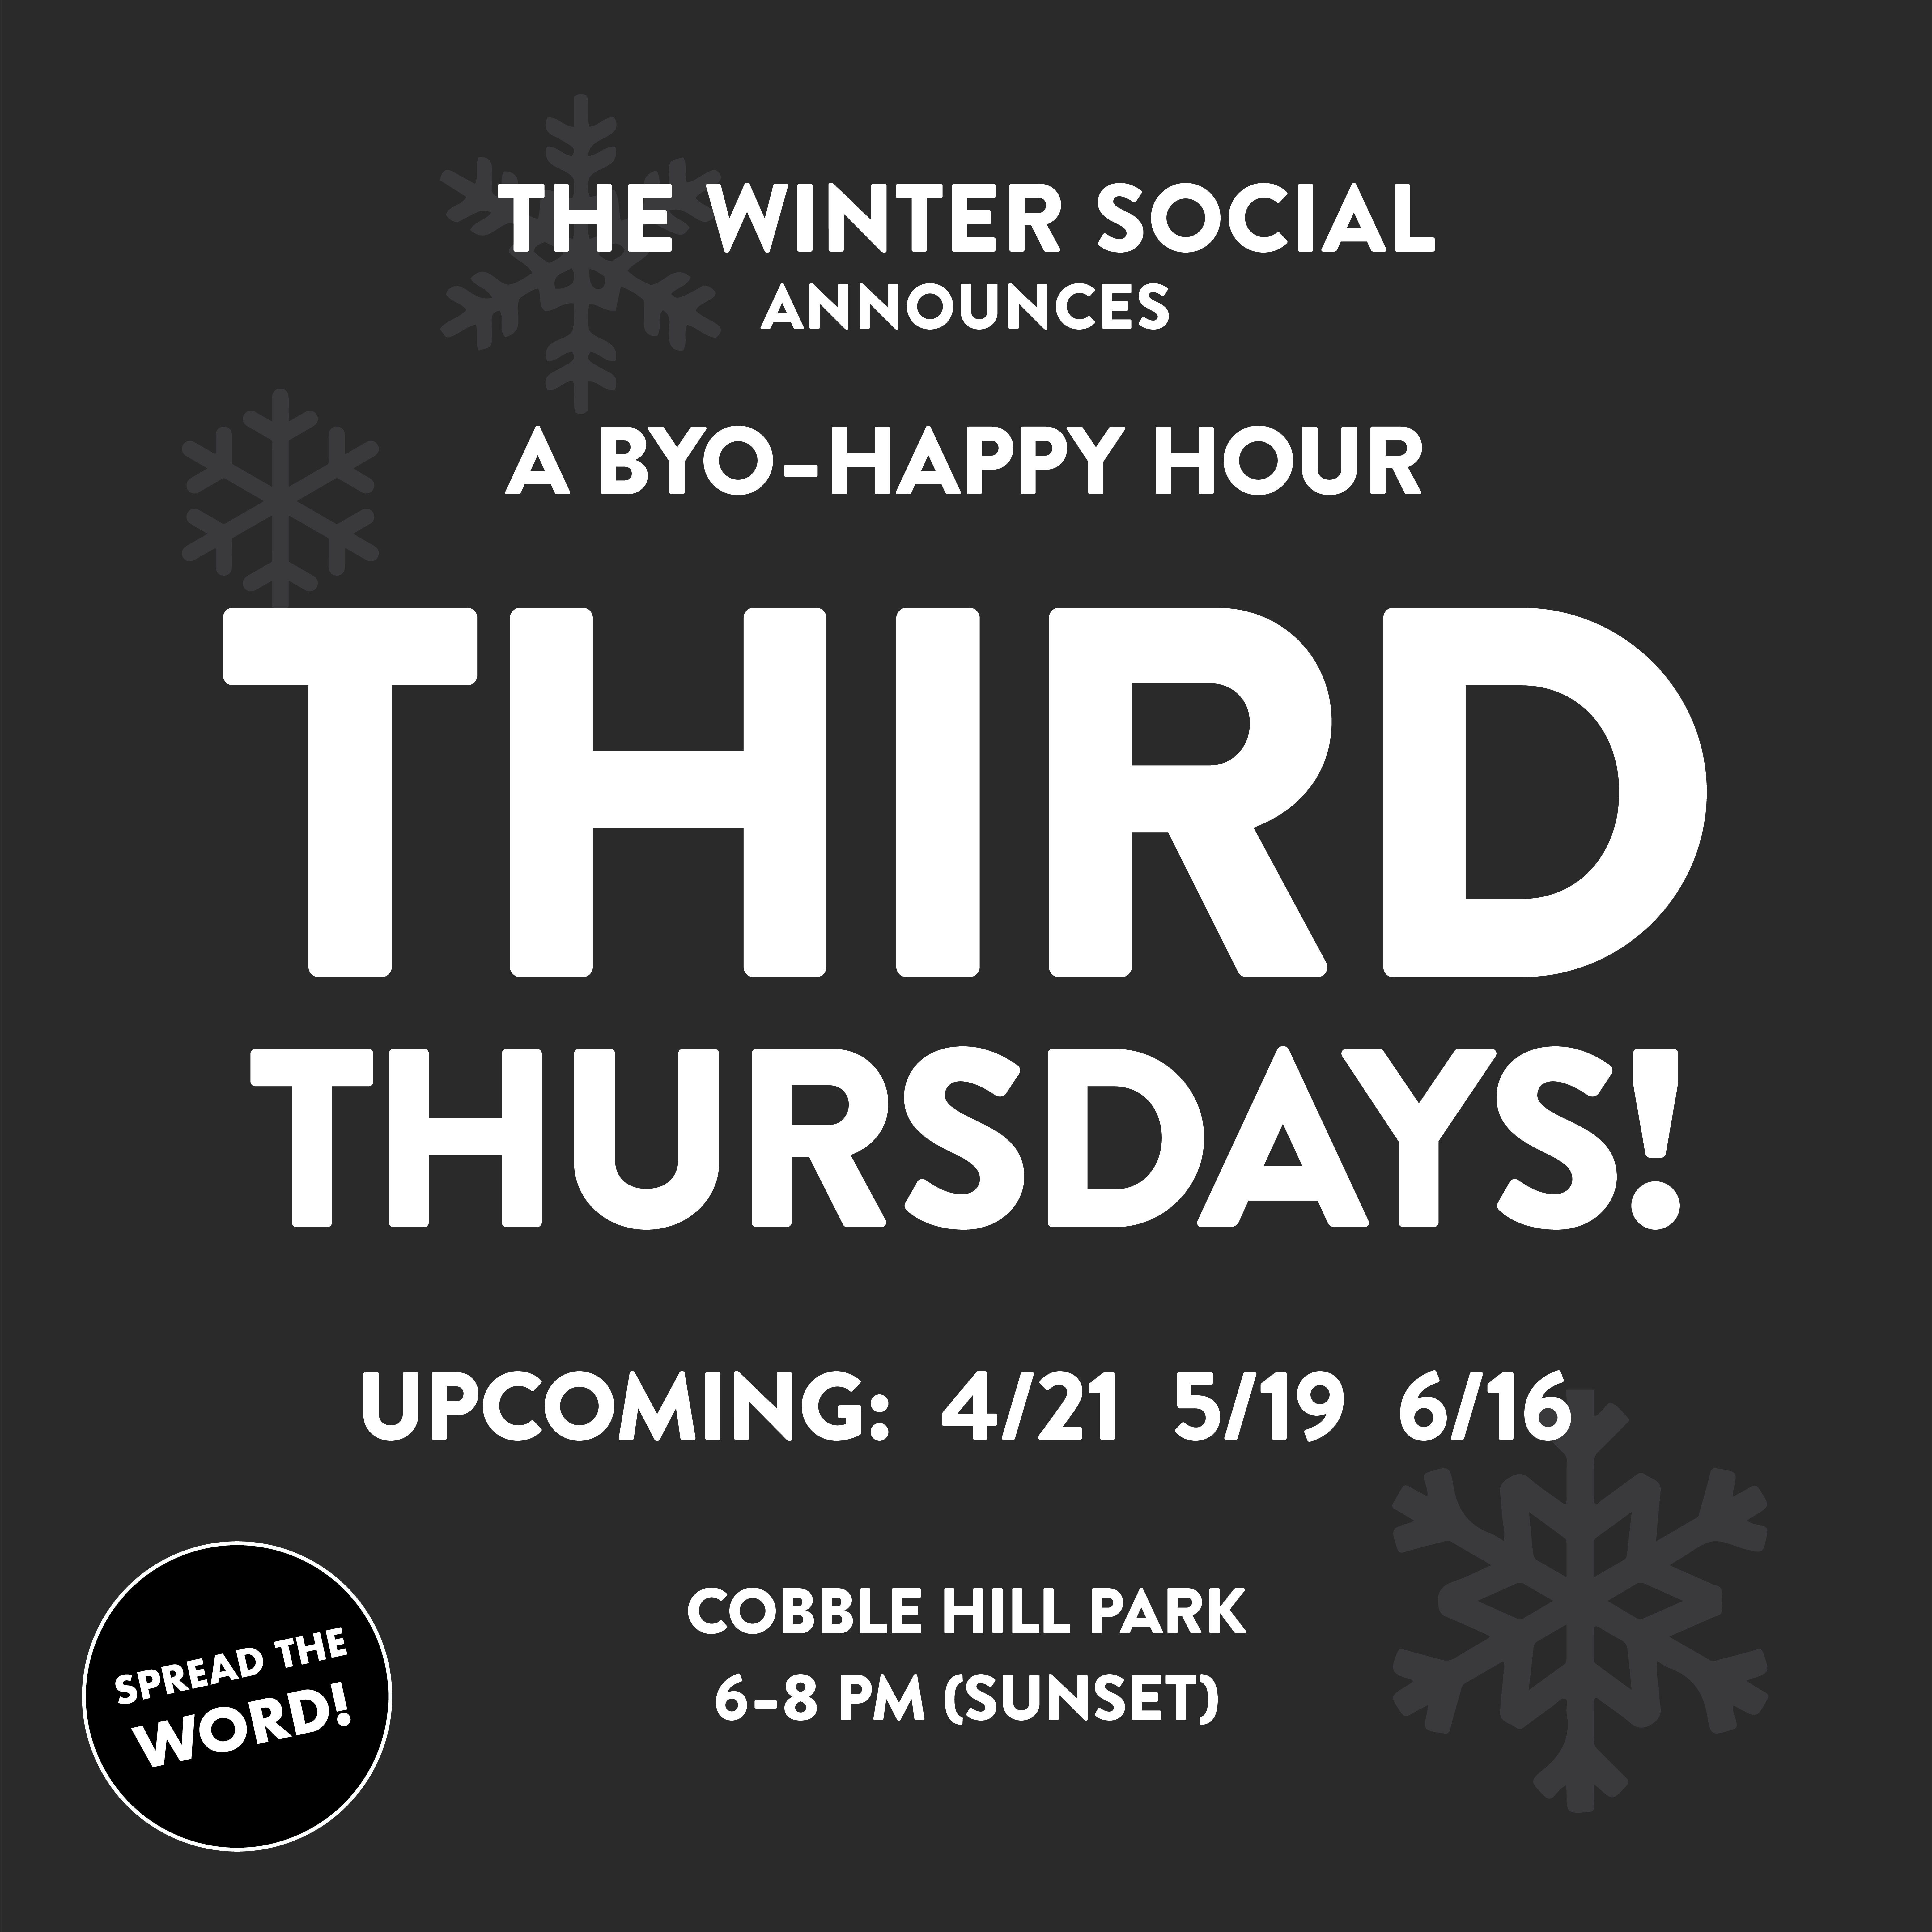 THE WINTER SOCIAL
ANNOUNCES
A BYO-HAPPY HOUR
THIRD
THURSDAYS!
UPCOMING: 4/21 5/19 6/16
COBBLE HILL PARK
6-8 PM (SUNSET)
SPREAD THE
WORD!